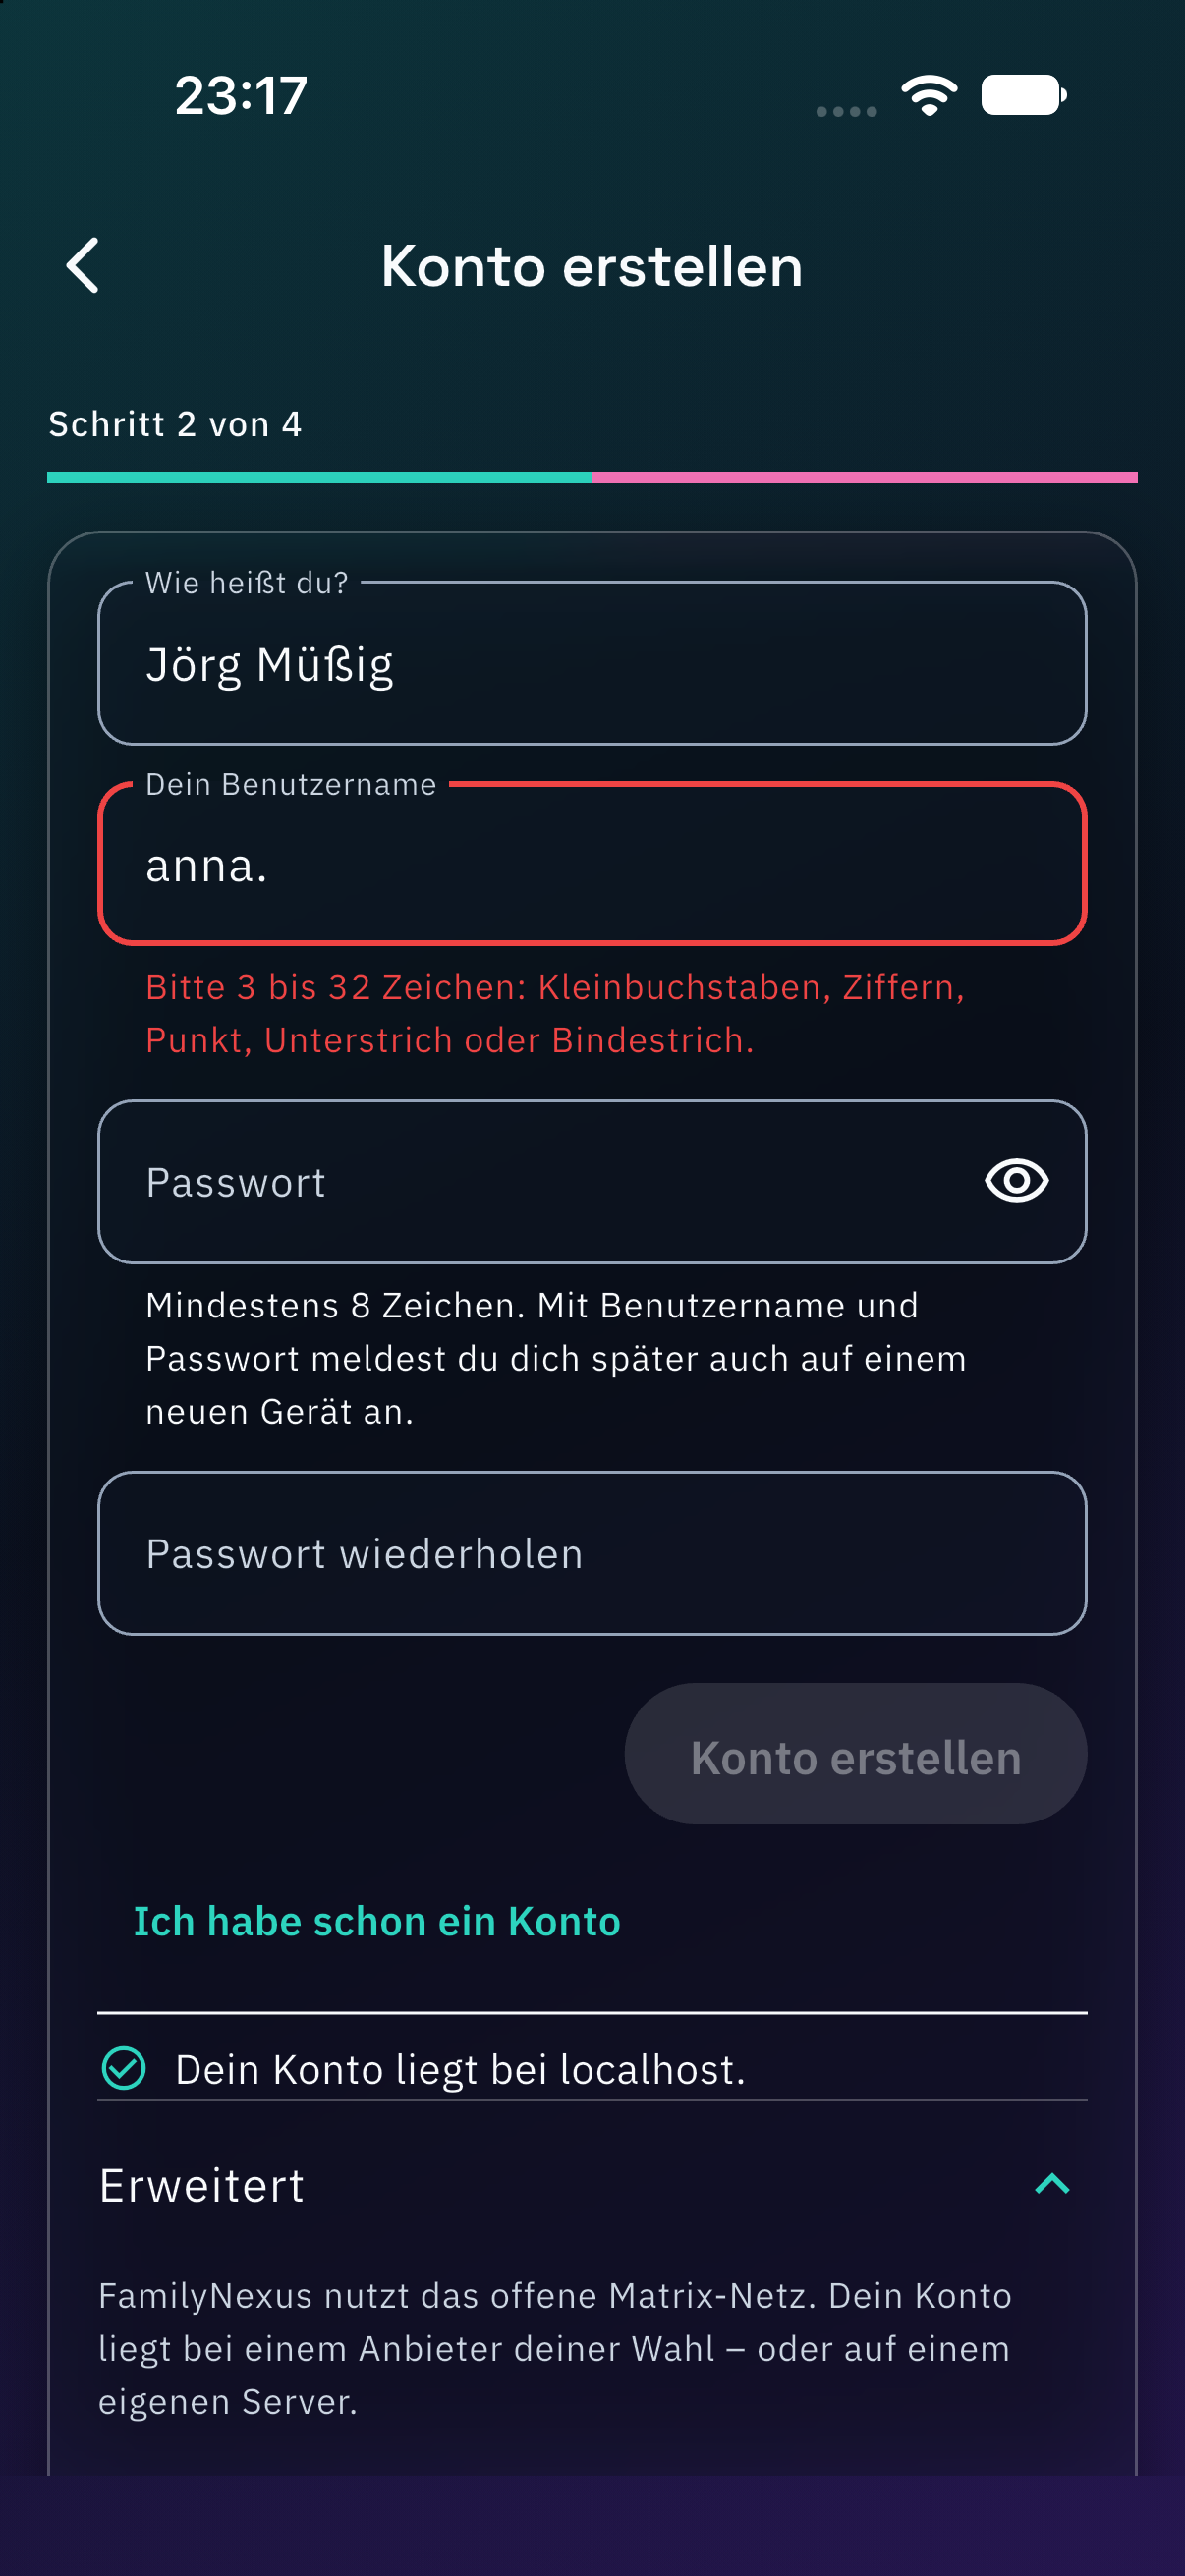 23:17
Konto erstellen
Schritt 2 von 4
Wie heißt du?
Jörg Müßig
Dein Benutzername
anna.
Bitte 3 bis 32 Zeichen: Kleinbuchstaben, Ziffern,
Punkt, Unterstrich oder Bindestrich.
Passwort
Mindestens 8 Zeichen. Mit Benutzername und
Passwort meldest du dich später auch auf einem
neuen Gerät an.
Passwort wiederholen
Konto erstellen
Ich habe schon ein Konto
Dein Konto liegt bei localhost.
Erweitert
FamilyNexus nutzt das offene Matrix-Netz. Dein Konto
liegt bei einem Anbieter deiner Wahl – oder auf einem
eigenen Server.